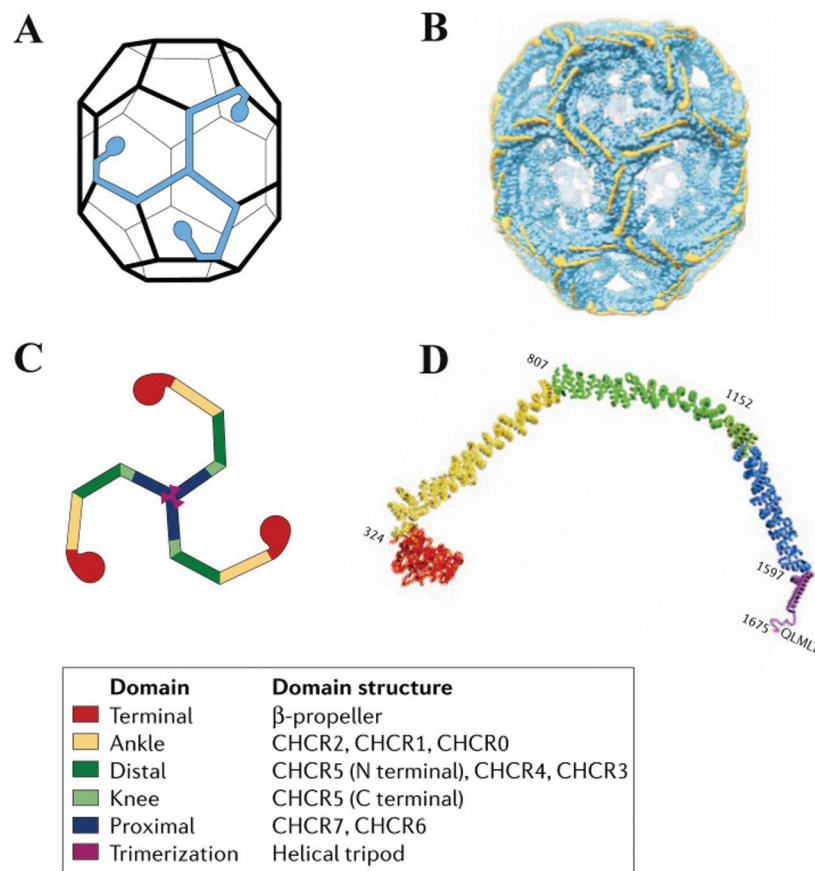 A
B
C
D
807
1152
324
1597
1675
QLML
Domain Domain structure
Terminal β-propeller
Ankle CHCR2, CHCR1, CHCR0
Distal CHCR5 (N terminal), CHCR4, CHCR3
Knee CHCR5 (C terminal)
Proximal CHCR7, CHCR6
Trimerization Helical tripod